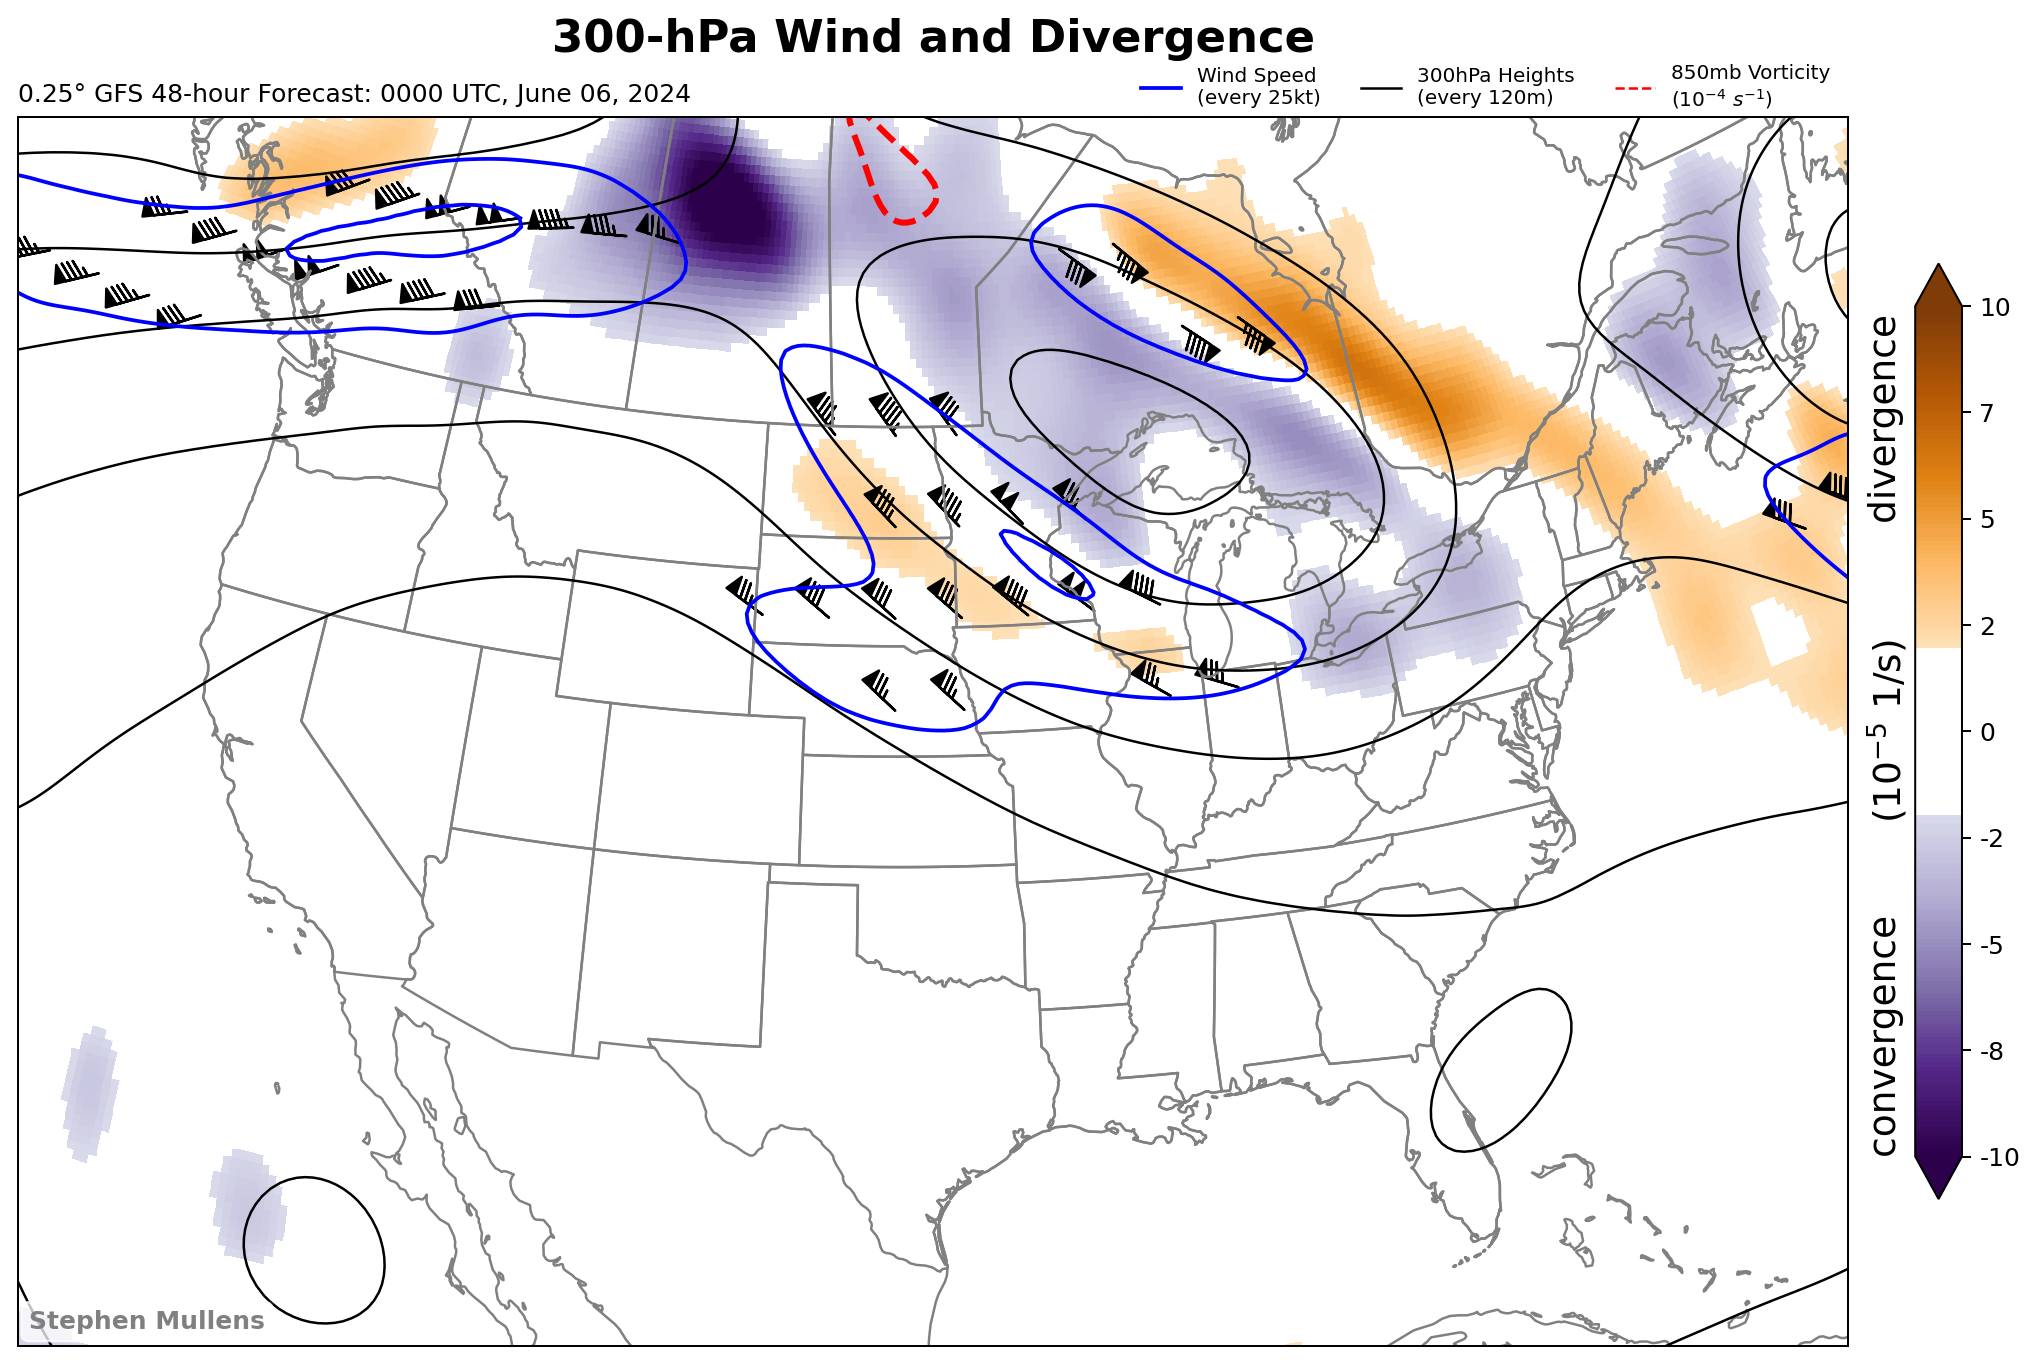 300-hPa Wind and Divergence
0.25° GFS 48-hour Forecast: 0000 UTC, June 06, 2024
Wind Speed
(every 25kt)
300hPa Heights
(every 120m)
850mb Vorticity
(10⁻⁴ s⁻¹)
10
7
5
2
0
-2
-5
-8
-10
convergence (10⁻⁵ 1/s) divergence
Stephen Mullens